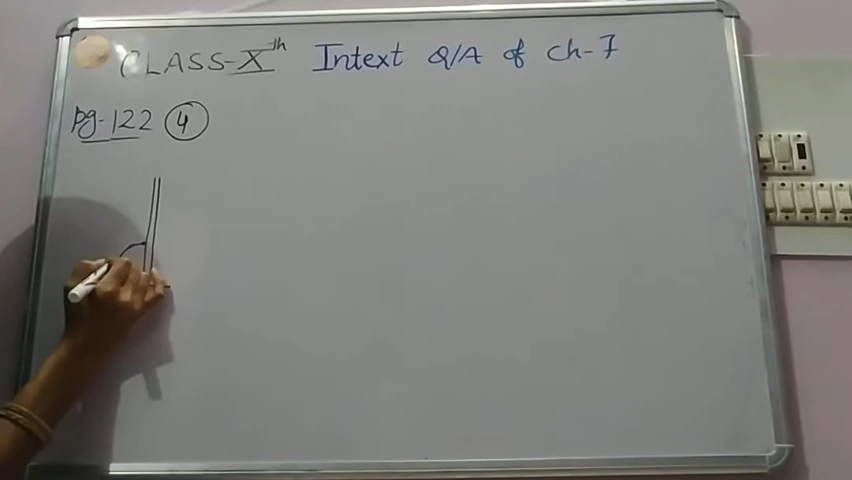 CLASS-Xth Intext Q/A of Ch-7
Pg-122 4